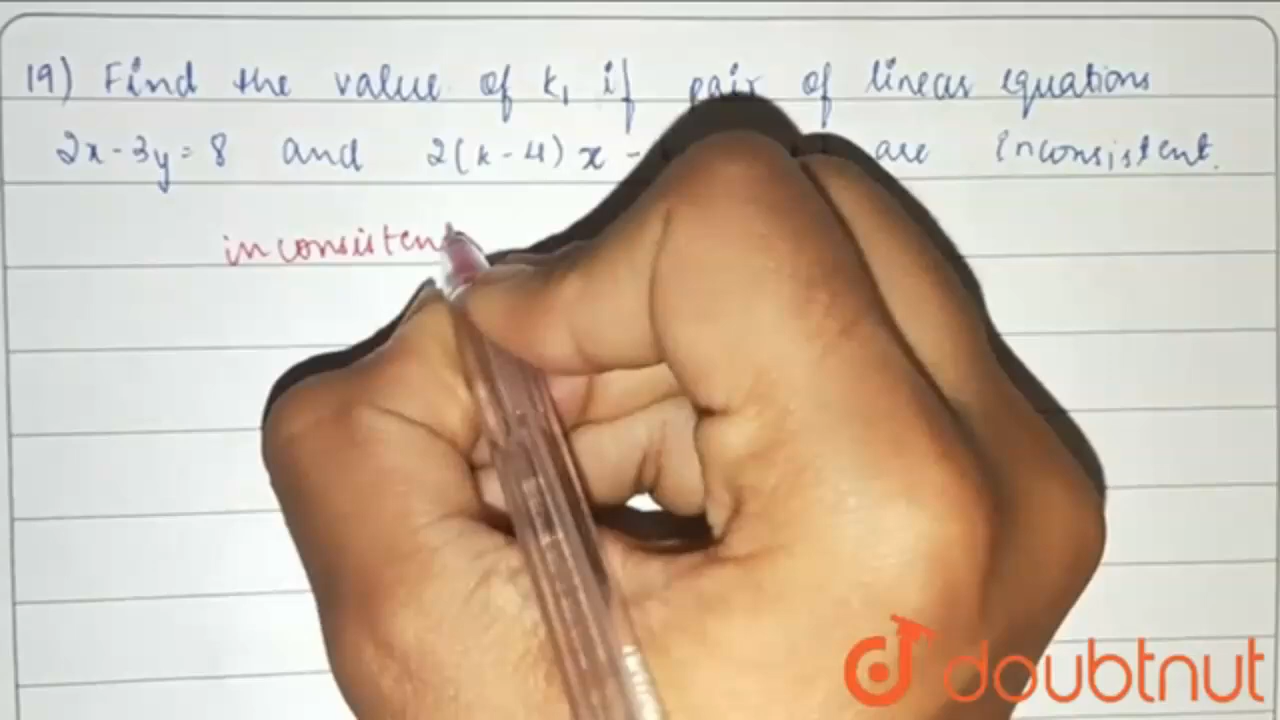 19) Find the value of k, if pair of linear equations
2x - 3y = 8 and 2(k - 4) x - are inconsistent.
inconsistent
doubtnut